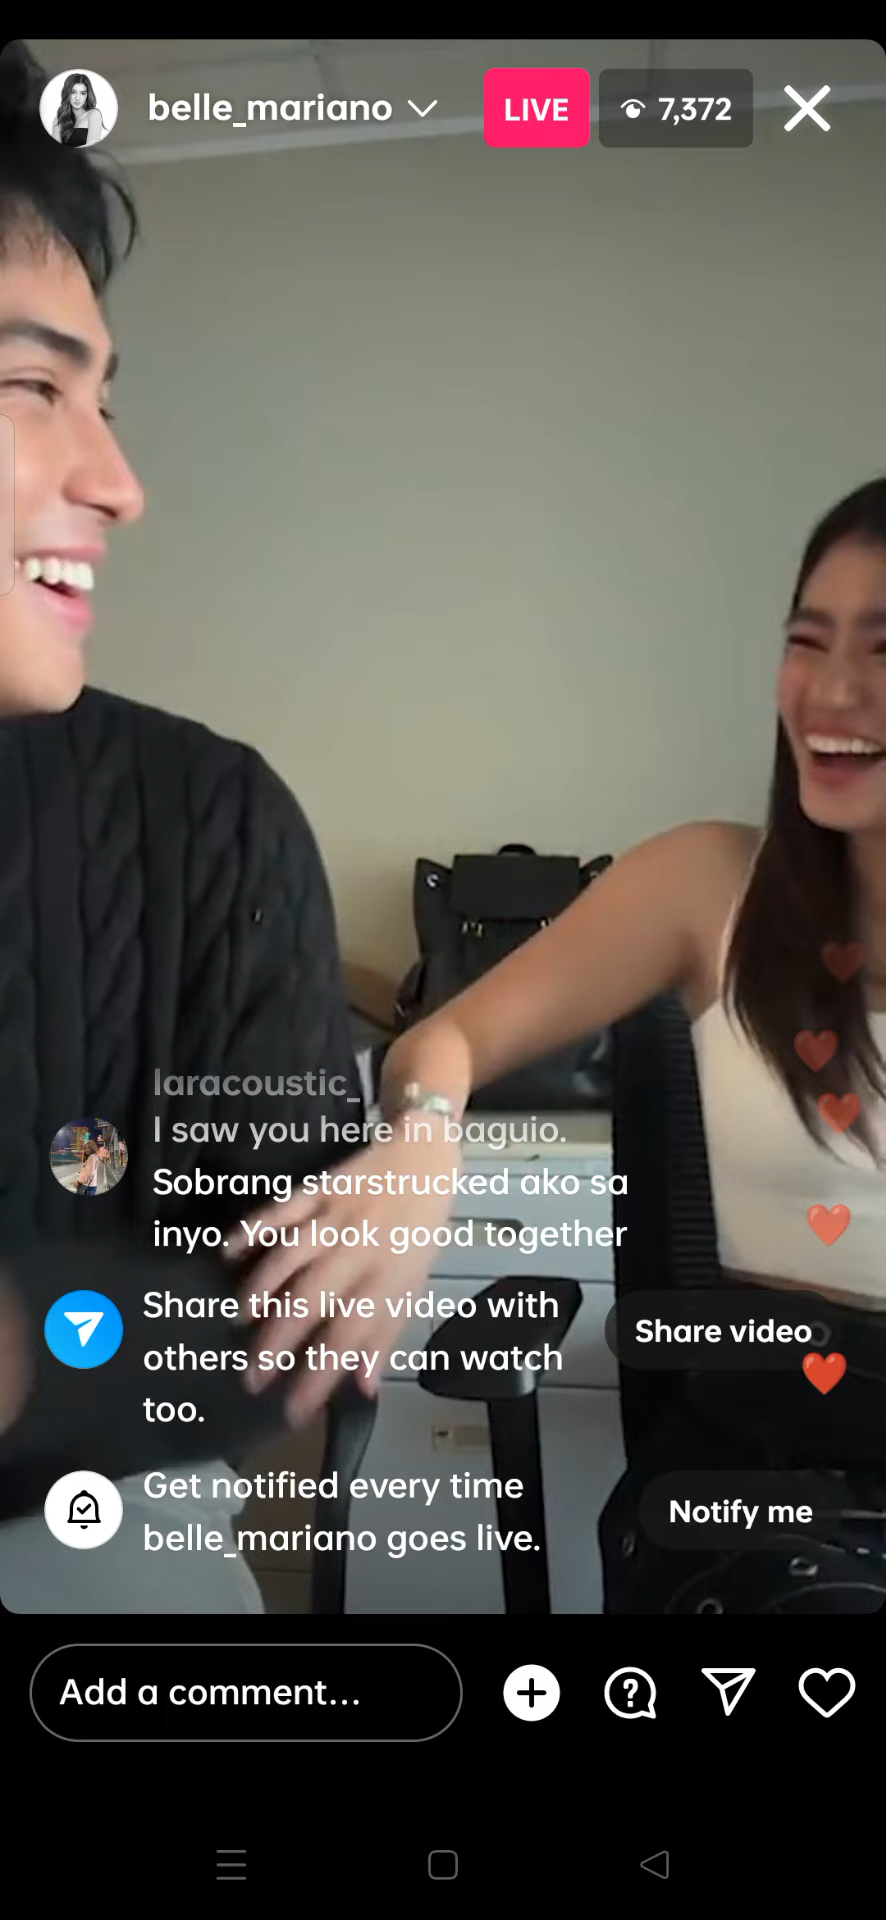 belle_mariano
LIVE
7,372
laracoustic_
I saw you here in baguio.
Sobrang starstrucked ako sa
inyo. You look good together
Share this live video with
others so they can watch
too.
Share video
Get notified every time
belle_mariano goes live.
Notify me
Add a comment...